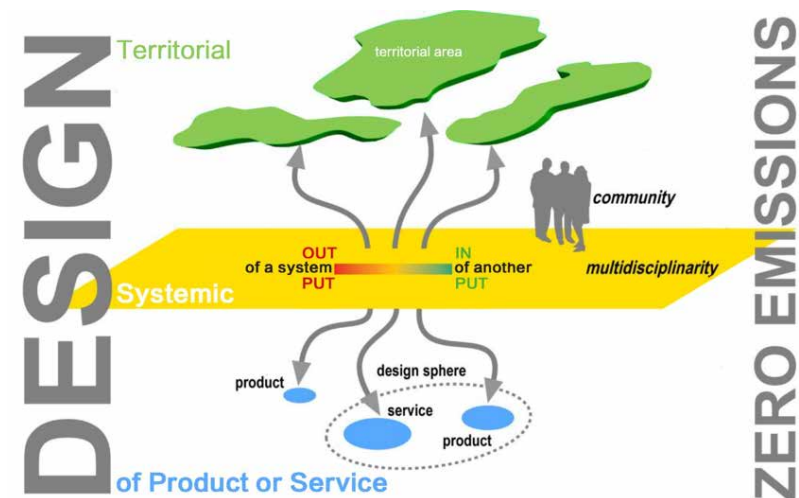 DESIGN
Territorial
territorial area
ZERO EMISSIONS
community
OUT
IN
of a system
of another
multidisciplinarity
PUT
PUT
Systemic
design sphere
product
service
product
of Product or Service